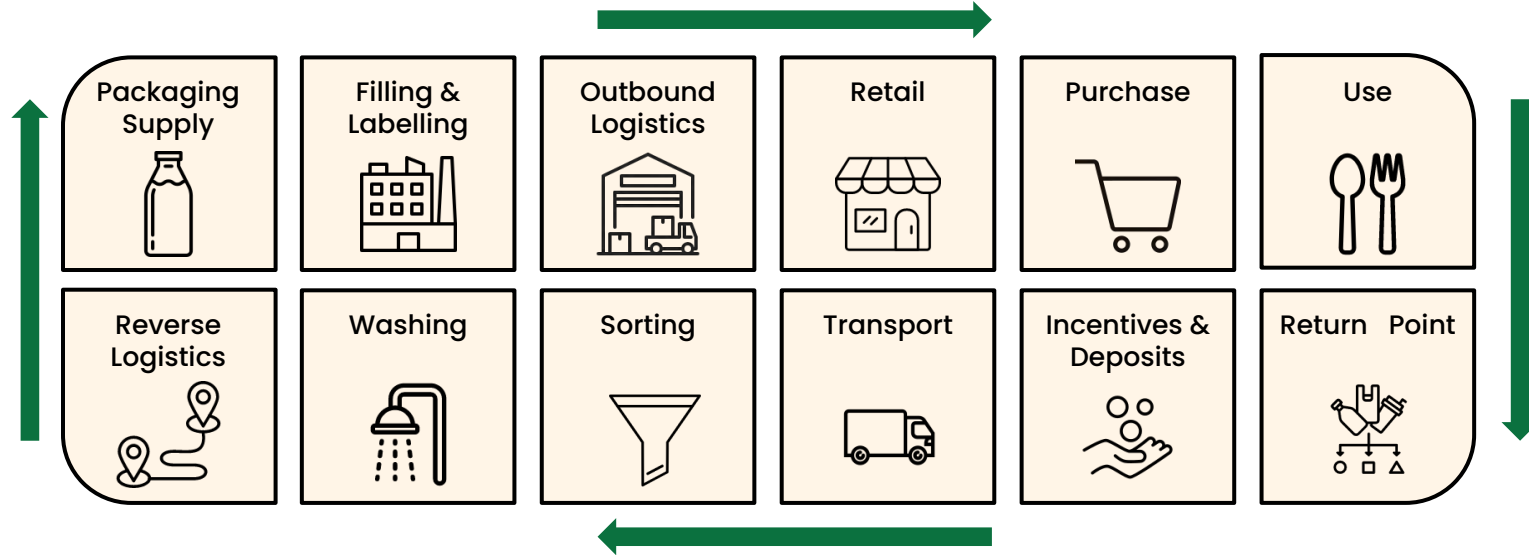 Packaging
Supply
Filling &
Labelling
Outbound
Logistics
Retail
Purchase
Use
Reverse
Logistics
Washing
Sorting
Transport
Incentives &
Deposits
Return Point